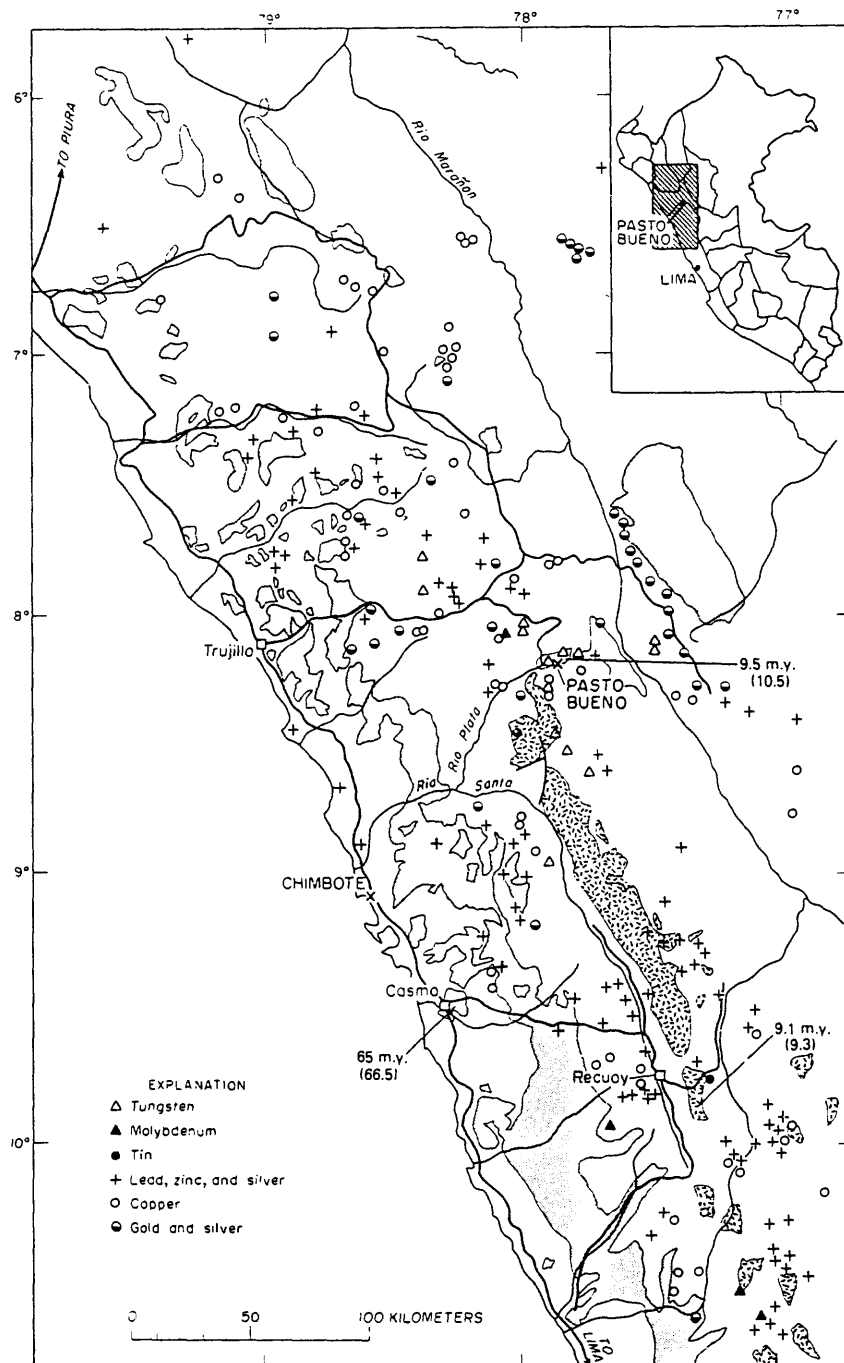 79°
78°
77°
6°
TO PIURA
Rio Marañon
PASTO
BUENO
LIMA
7°
8°
Trujillo
9.5 m.y.
(10.5)
PASTO
BUENO
Rio Plata
Rio Santa
9°
CHIMBOTE
Casma
65 m.y.
(66.5)
Recuay
9.1 m.y.
(9.3)
EXPLANATION
Tungsten
Molybdenum
Tin
Lead, zinc, and silver
Copper
Gold and silver
10°
0 50 100 KILOMETERS
TO
LIMA